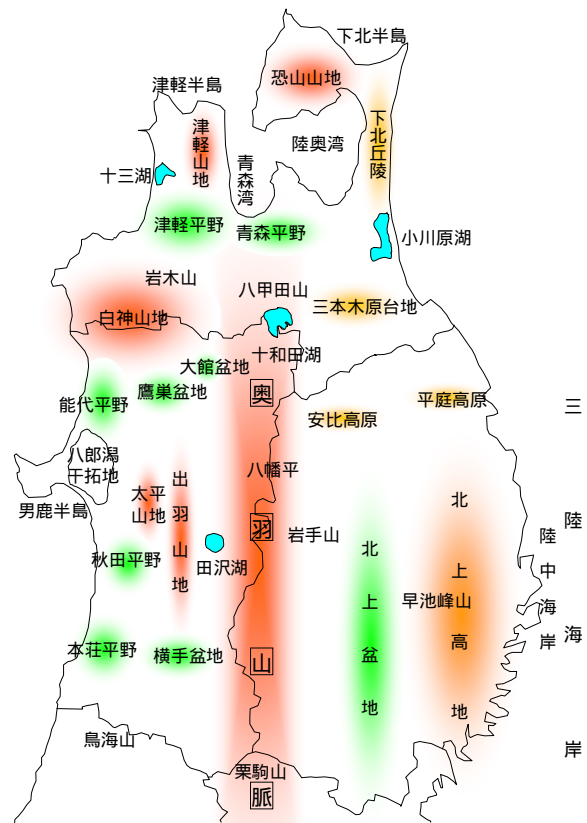 下北半島
恐山山地
津軽半島
下北丘陵
津軽山地
陸奥湾
青森湾
十三湖
津軽平野
青森平野
小川原湖
岩木山
八甲田山
白神山地
三本木原台地
十和田湖
大館盆地
鷹巣盆地
能代平野
奥羽山脈
安比高原
平庭高原
三陸海岸
八郎潟
干拓地
男鹿半島
太平
山地
出羽山地
八幡平
岩手山
田沢湖
秋田平野
北上盆地
北上高地
早池峰山
陸中海岸
本荘平野
横手盆地
鳥海山
栗駒山